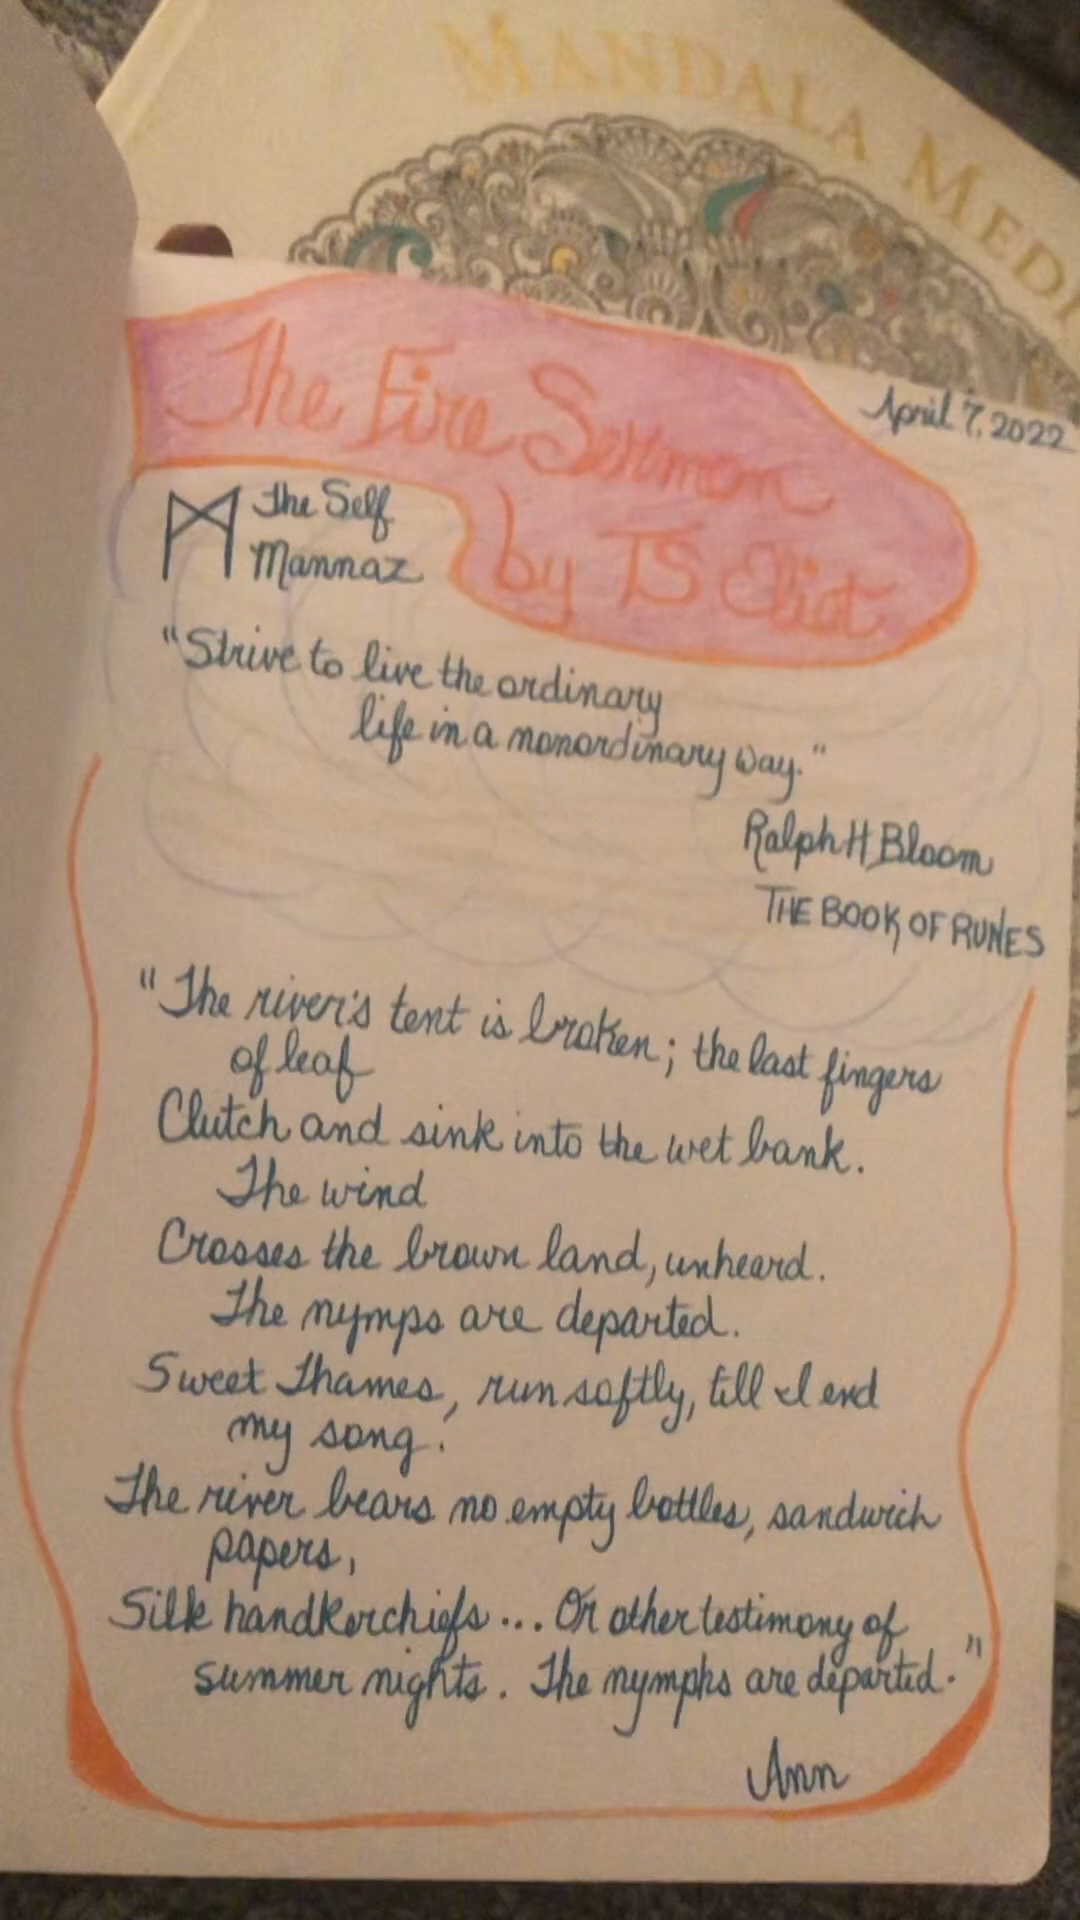 MANDALA MEDI
The Fire Sermon
by TS Eliot
April 7, 2022
ᛗ The Self
Mannaz
"Strive to live the ordinary
life in a nonordinary way."
Ralph H Bloom
THE BOOK OF RUNES
"The river's tent is broken; the last fingers
of leaf
Clutch and sink into the wet bank.
The wind
Crosses the brown land, unheard.
The nymps are departed.
Sweet Thames, run softly, till I end
my song.
The river bears no empty bottles, sandwich
papers,
Silk handkerchiefs... Or other testimony of
summer nights. The nymphs are departed."
Ann